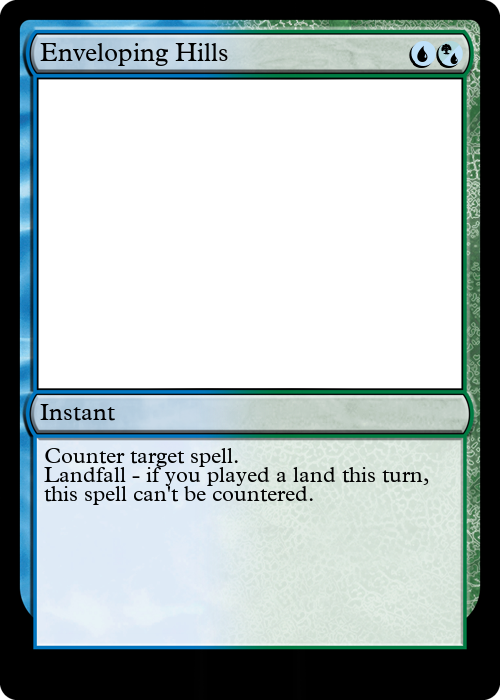 Enveloping Hills
Instant
Counter target spell.
Landfall - if you played a land this turn,
this spell can't be countered.